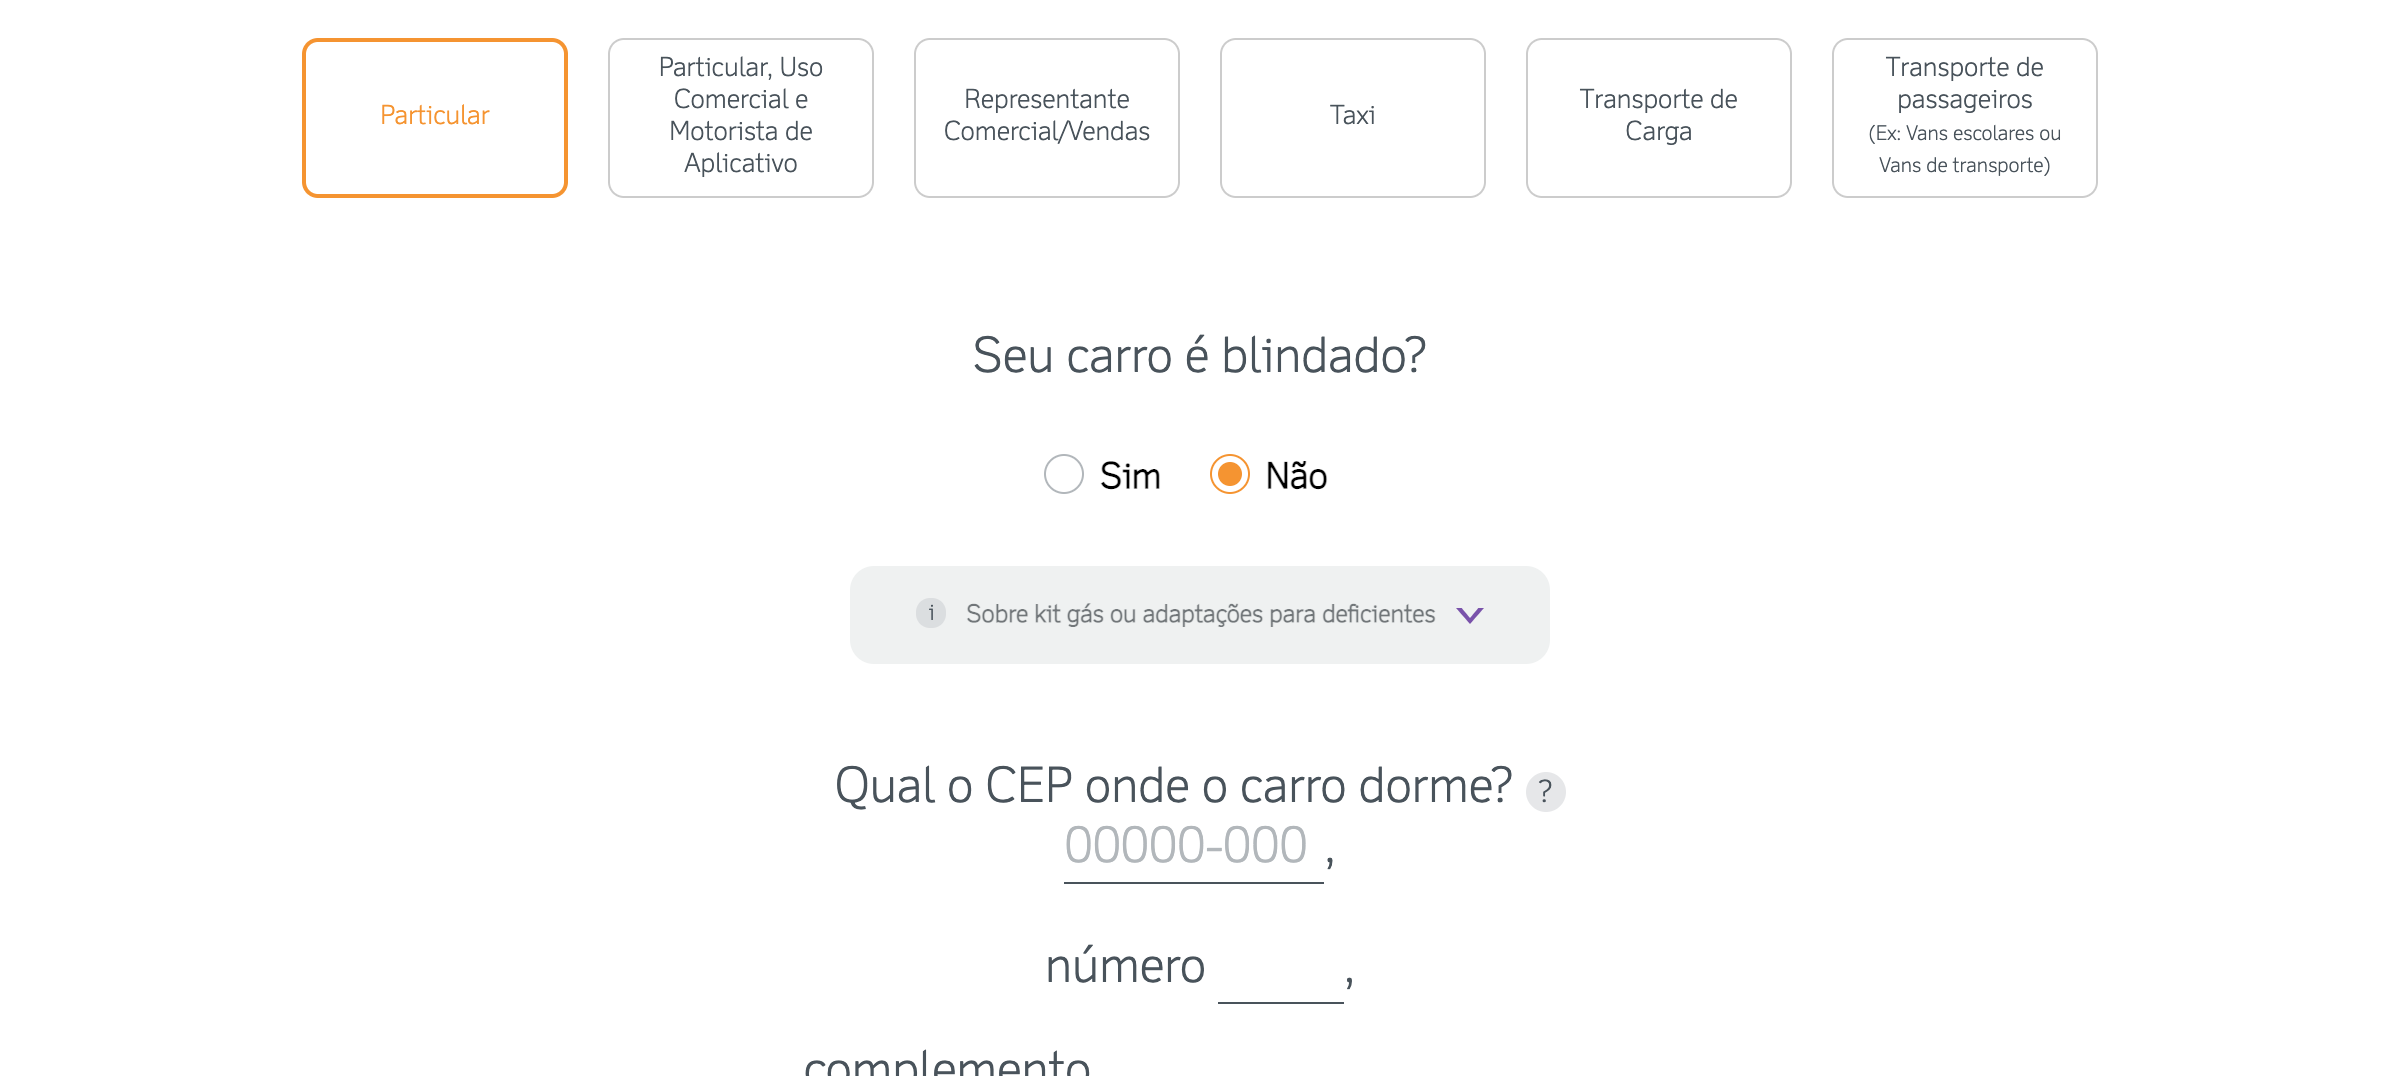 Particular
Particular, Uso
Comercial e
Motorista de
Aplicativo
Representante
Comercial/Vendas
Taxi
Transporte de
Carga
Transporte de
passageiros
(Ex: Vans escolares ou
Vans de transporte)
Seu carro é blindado?
Sim
Não
i Sobre kit gás ou adaptações para deficientes
Qual o CEP onde o carro dorme? ?
00000-000 ,
número ,
complemento